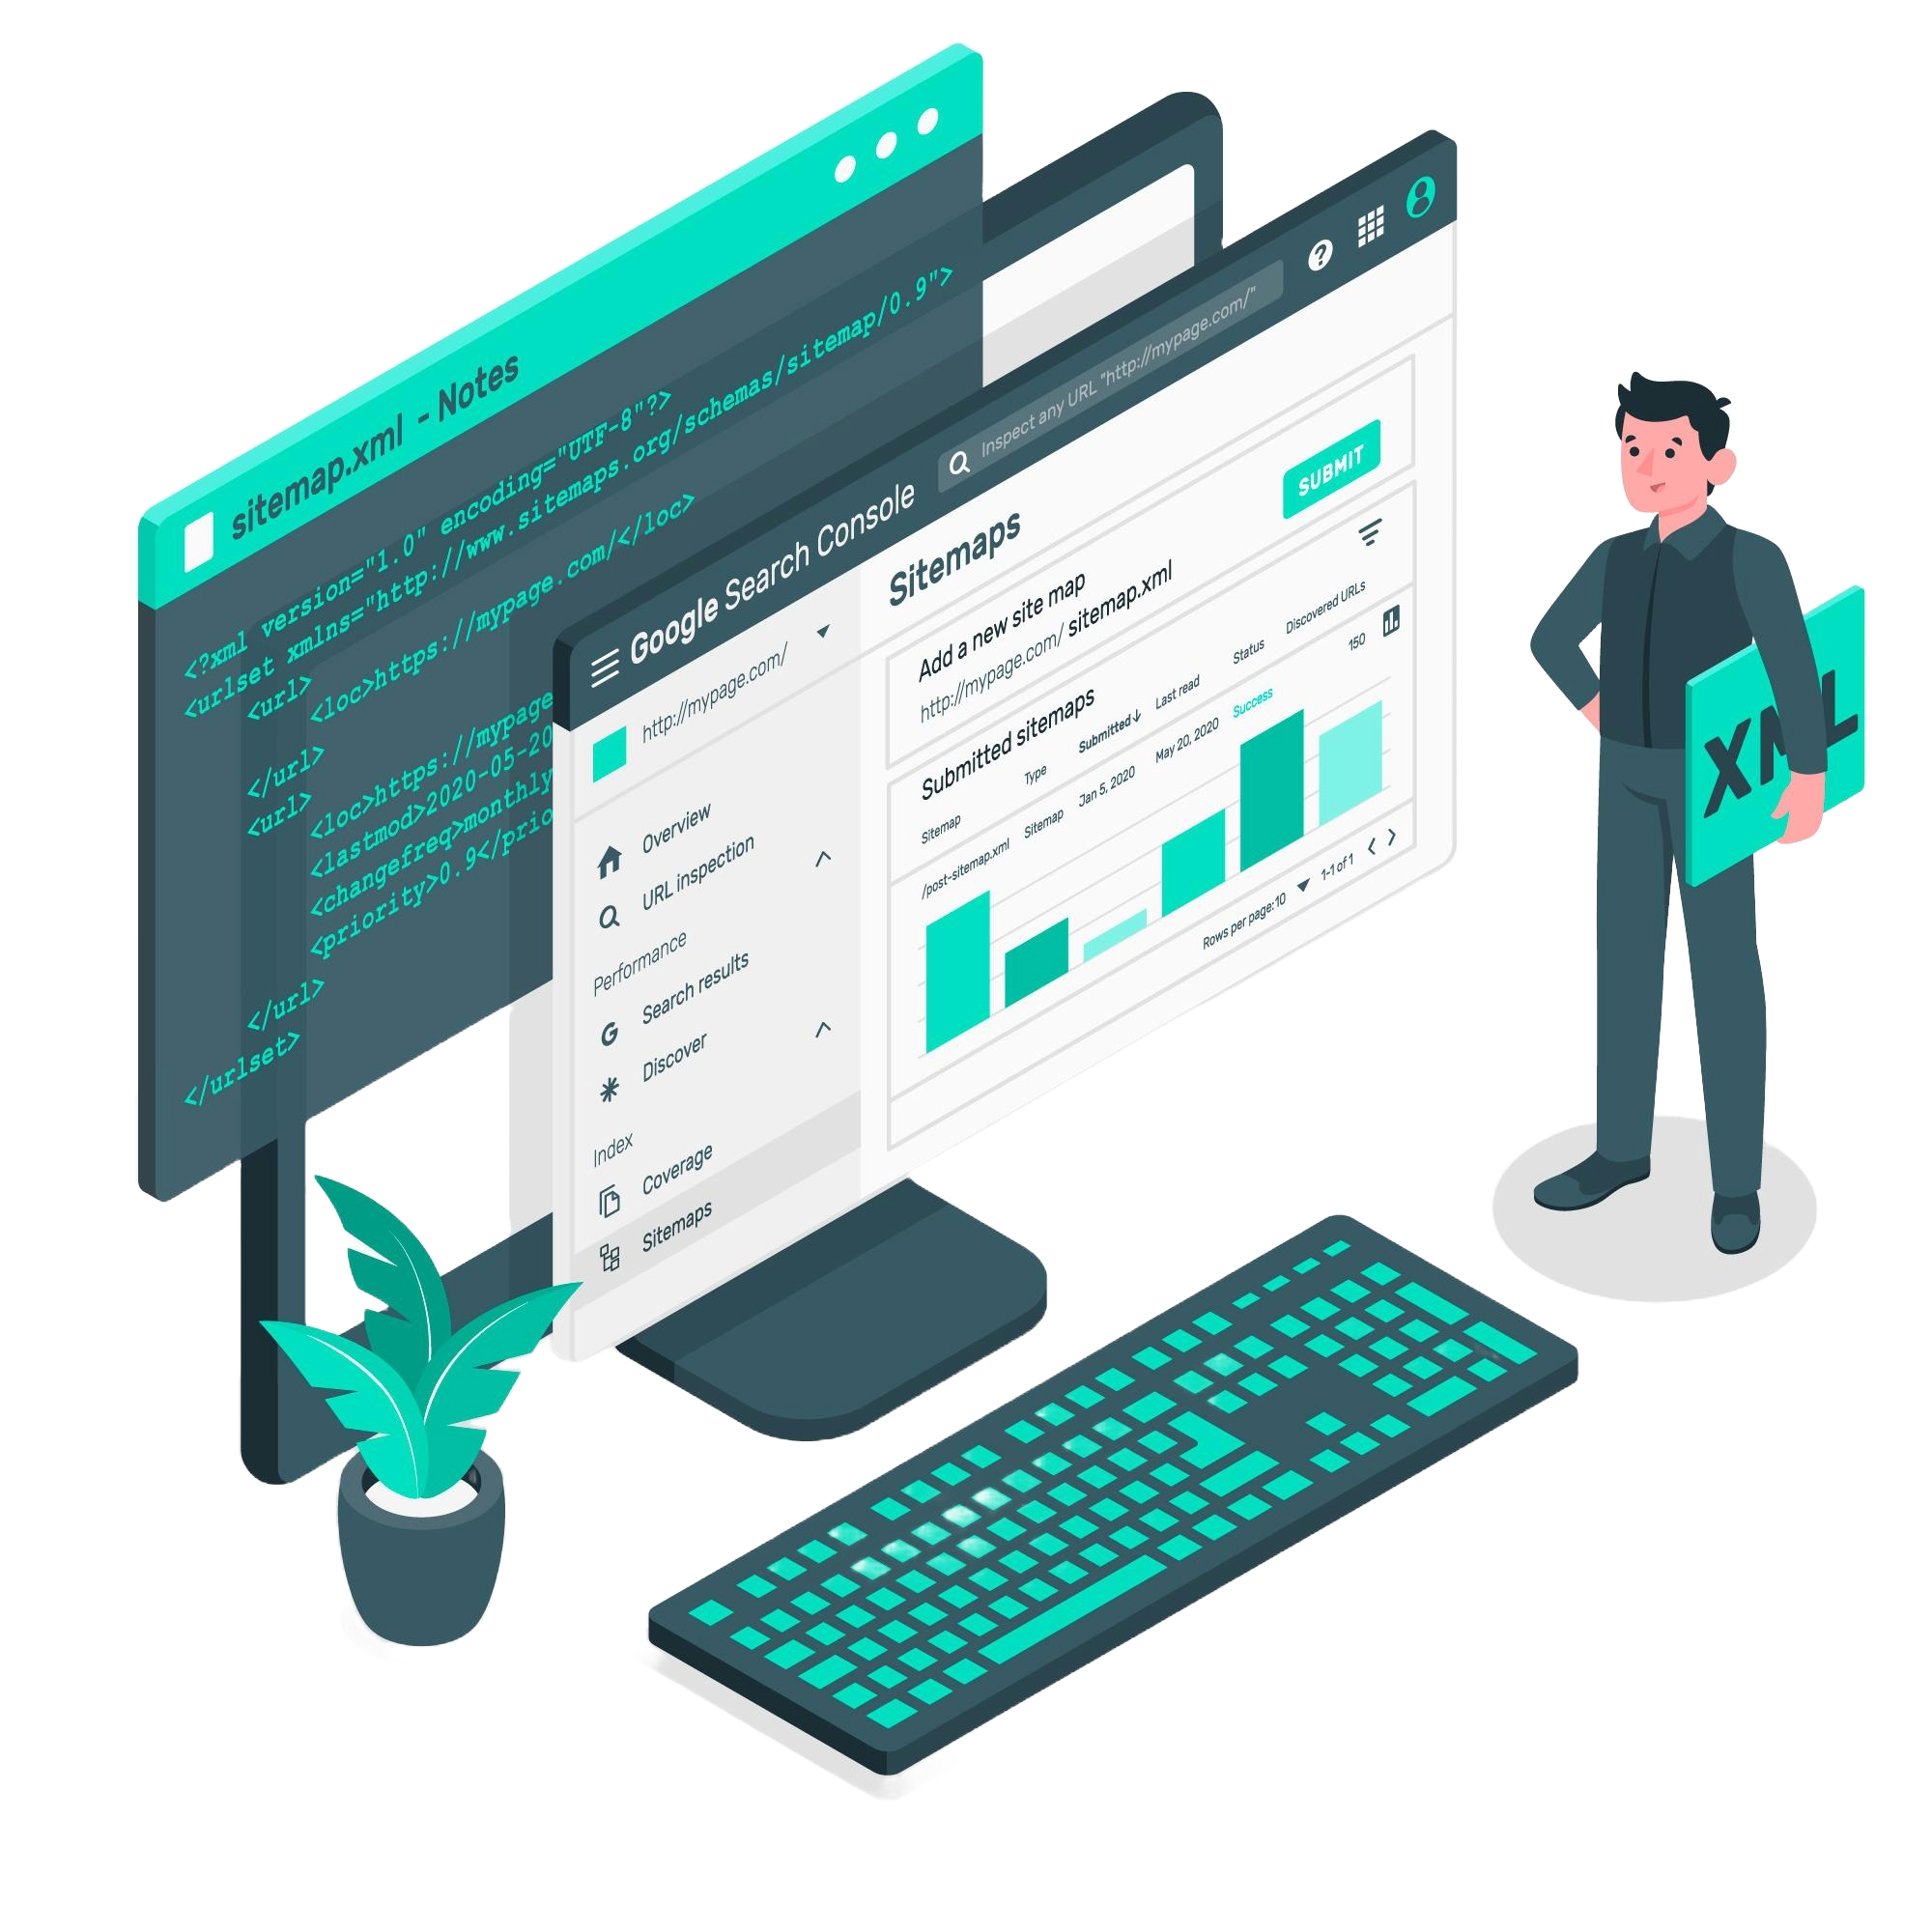 sitemap.xml - Notes
<?xml version="1.0" encoding="UTF-8"?>
<urlset xmlns="http://www.sitemaps.org/schemas/sitemap/0.9">
<url>
<loc>https://mypage.com/</loc>
</url>
<url>
<loc>https://mypage
<lastmod>2020-05-20
<changefreq>monthly
<priority>0.9</prio
</url>
</urlset>
Google Search Console
Inspect any URL "http://mypage.com/"
?
http://mypage.com/
Overview
URL inspection
Performance
G Search results
Discover
Index
Coverage
Sitemaps
Sitemaps
Add a new site map
http://mypage.com/ sitemap.xml
SUBMIT
Submitted sitemaps
Sitemap Type Submitted↓ Last read Status Discovered URLs
/post-sitemap.xml Sitemap Jan 5, 2020 May 20, 2020 Success 150
Rows per page:10 1-1 of 1
XML